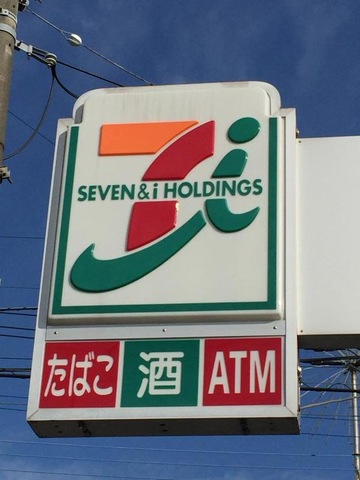 SEVEN & i HOLDINGS
たばこ 酒 ATM